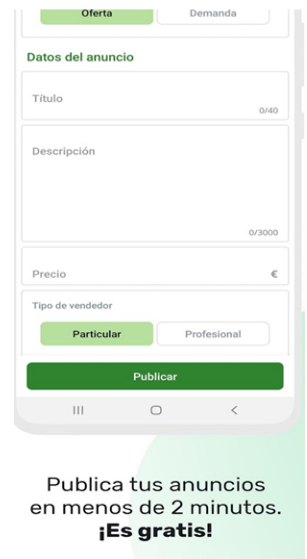 Oferta Demanda
Datos del anuncio
Título
0/40
Descripción
0/3000
Precio €
Tipo de vendedor
Particular Profesional
Publicar
Publica tus anuncios
en menos de 2 minutos.
¡Es gratis!